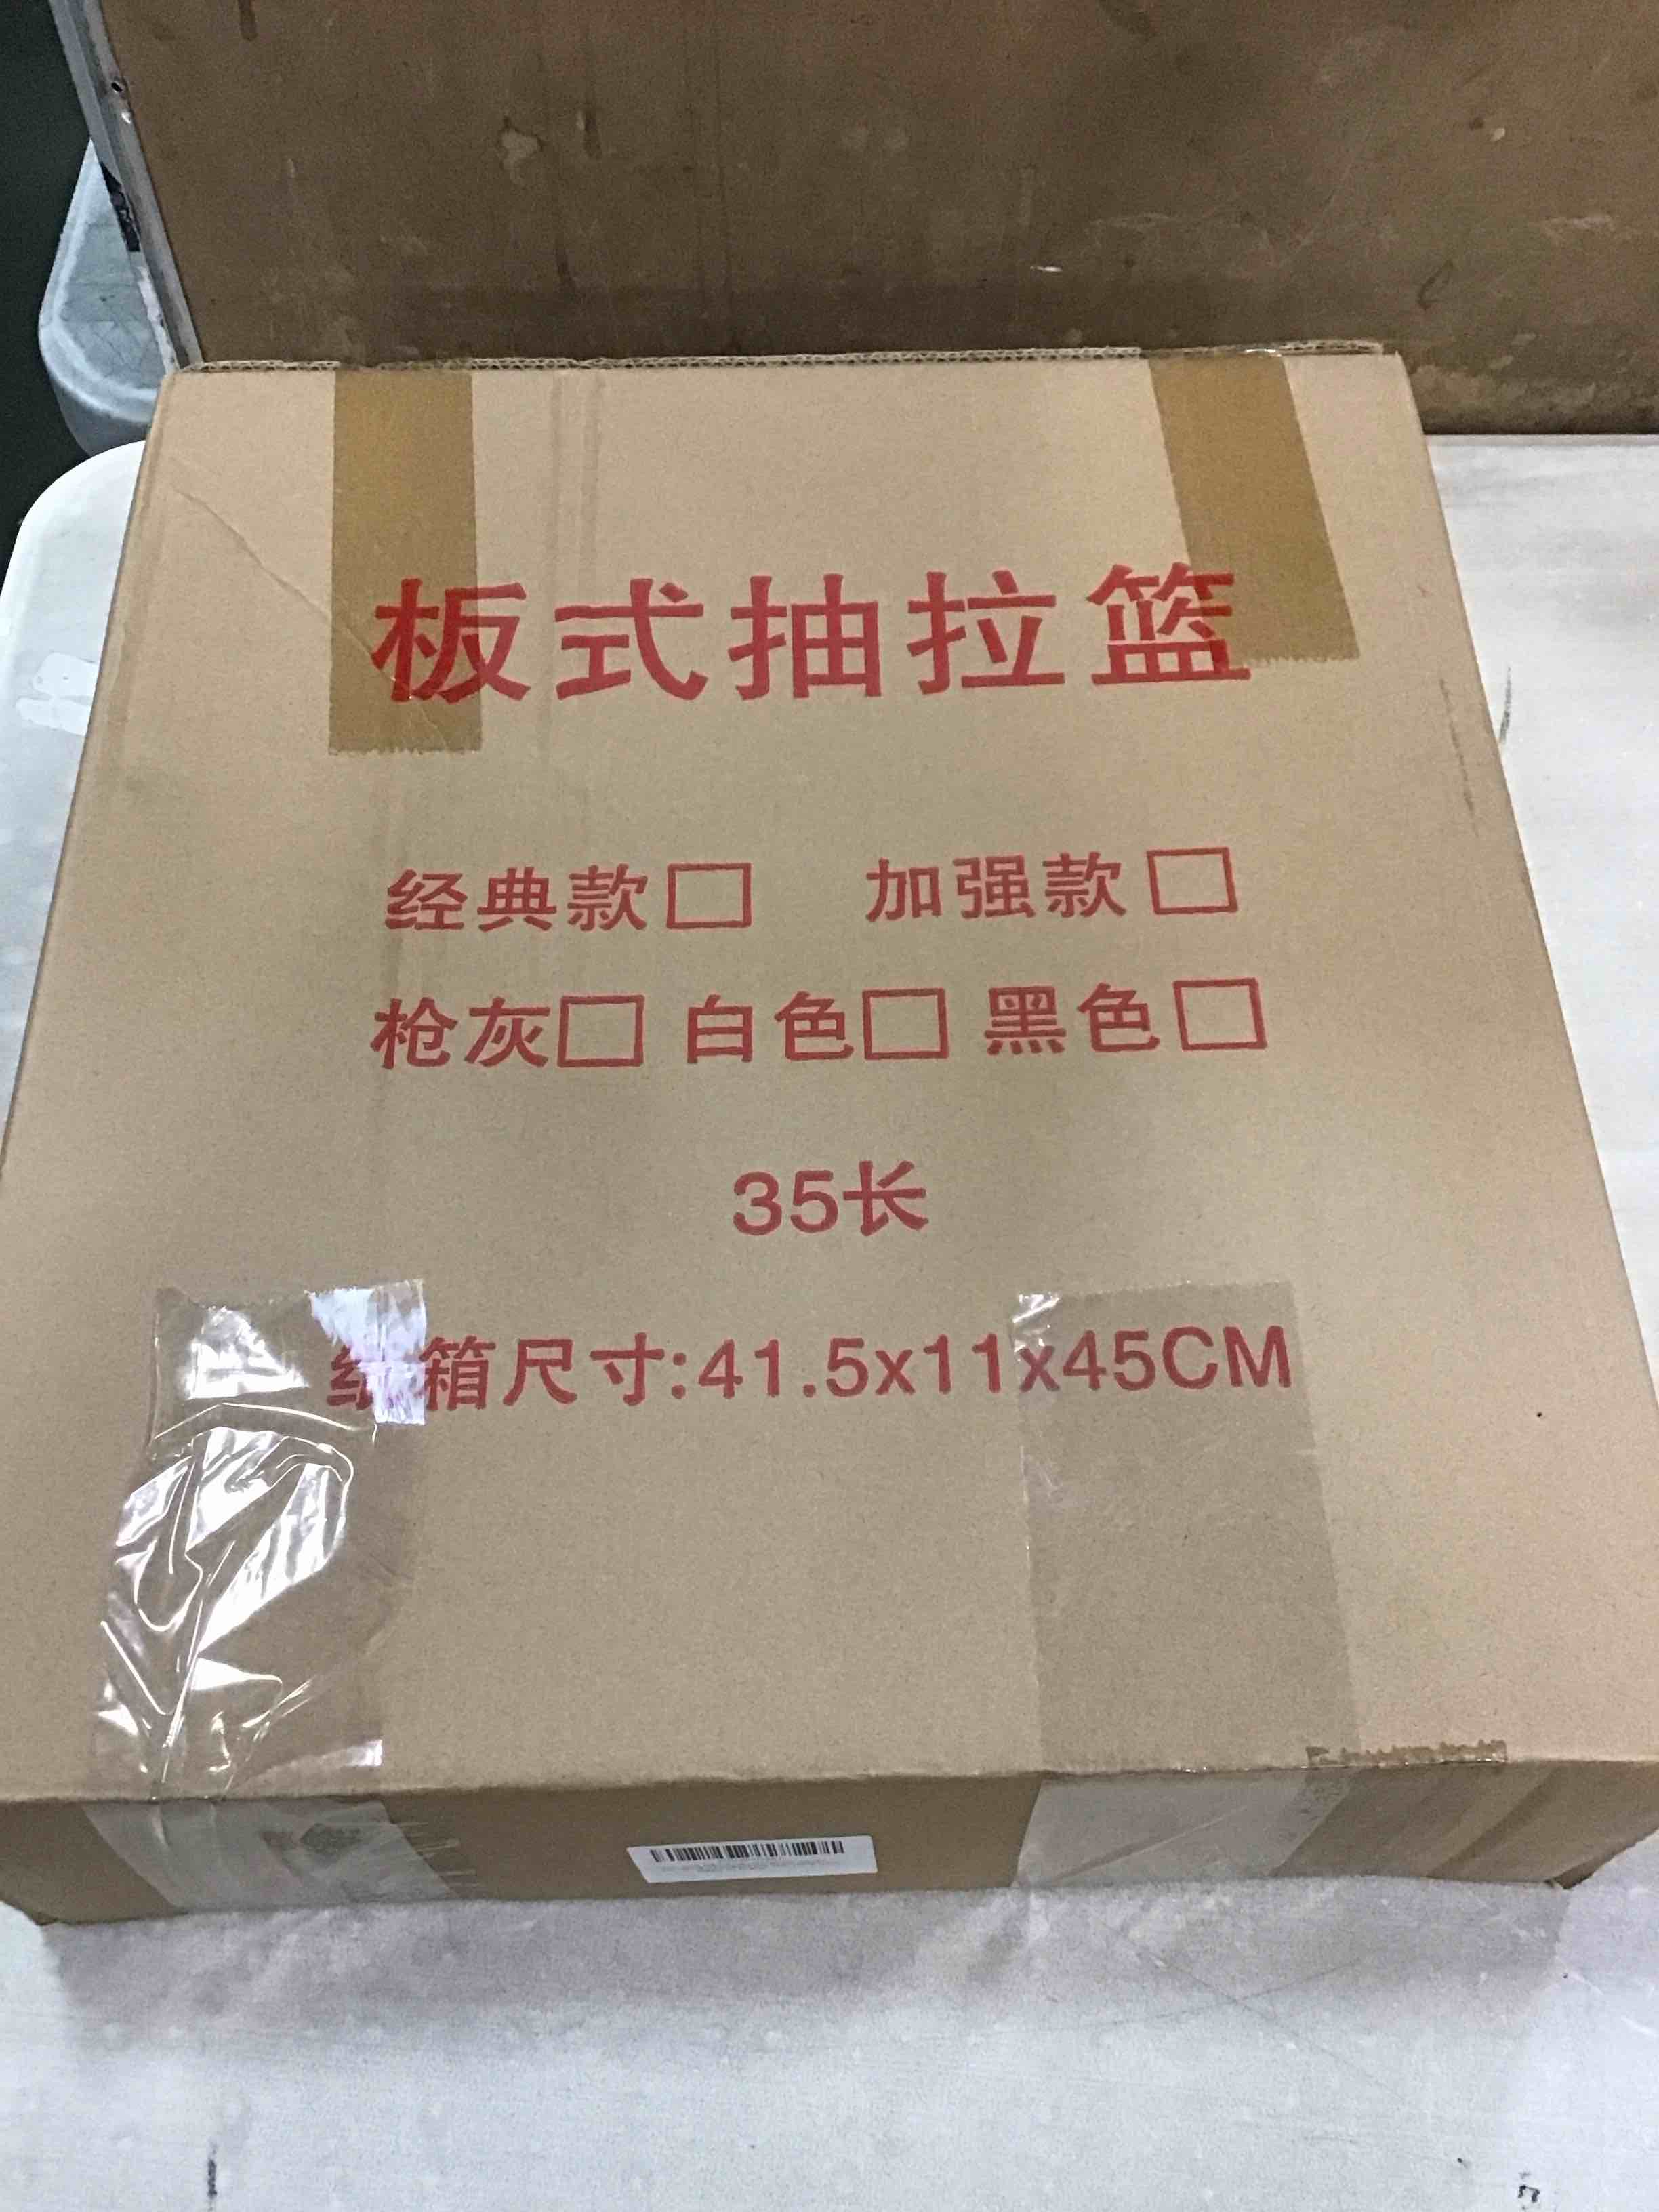 板式抽拉篮
经典款□ 加强款□
枪灰□ 白色□ 黑色□
35长
纸箱尺寸:41.5x11x45CM